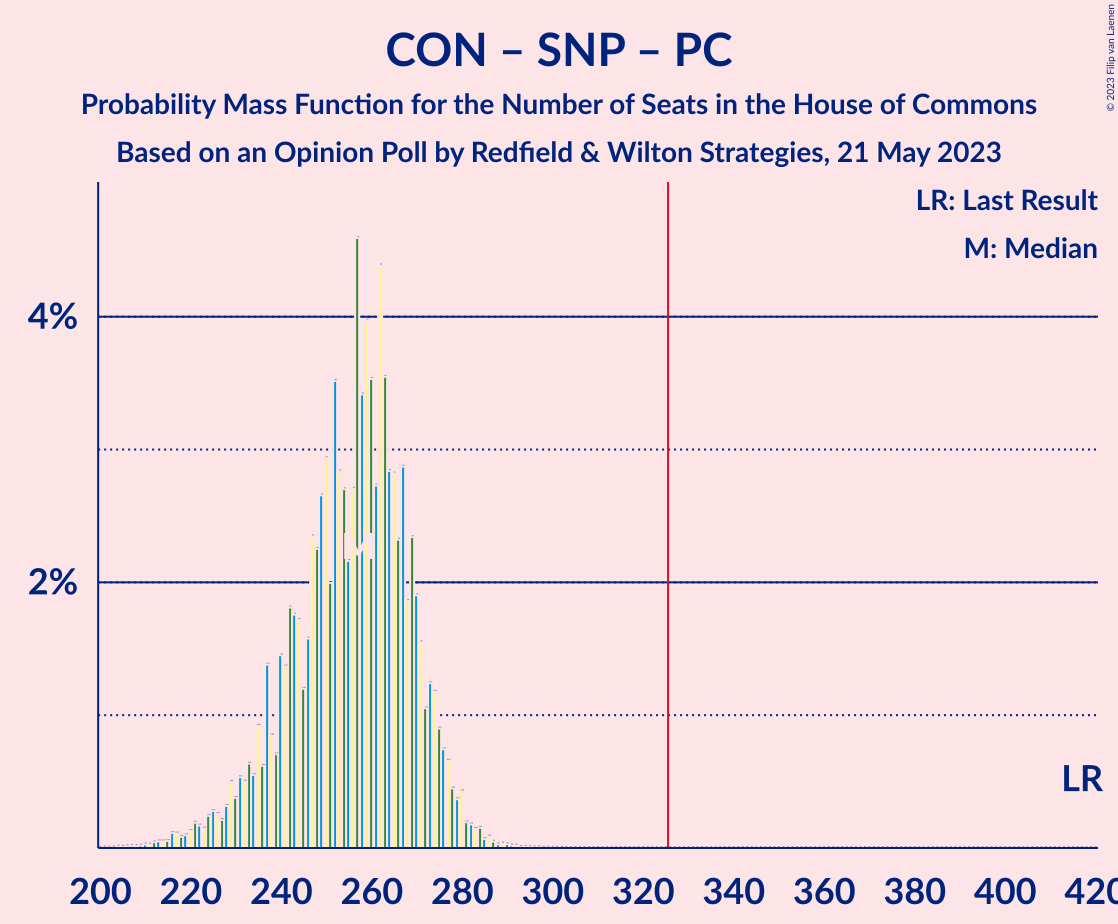 CON – SNP – PC
Probability Mass Function for the Number of Seats in the House of Commons
Based on an Opinion Poll by Redfield & Wilton Strategies, 21 May 2023
© 2023 Filip van Laenen
LR: Last Result
M: Median
4%
2%
M
LR
200 220 240 260 280 300 320 340 360 380 400 420